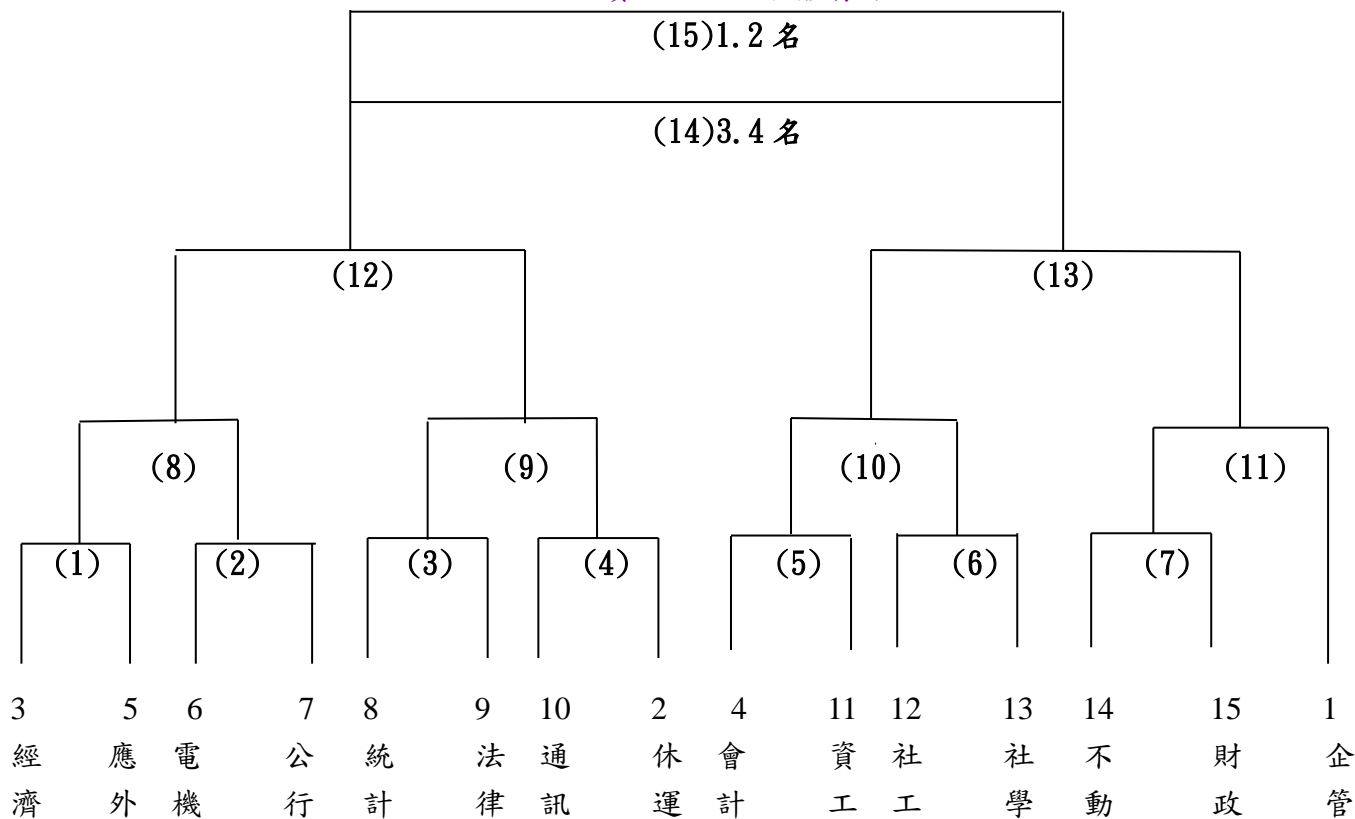 (15)1.2 名
(14)3.4 名
(12) (13)
(8) (9) (10) (11)
(1) (2) (3) (4) (5) (6) (7)
3 5 6 7 8 9 10 2 4 11 12 13 14 15 1
經 應 電 公 統 法 通 休 會 資 社 社 不 財 企
濟 外 機 行 計 律 訊 運 計 工 工 學 動 政 管